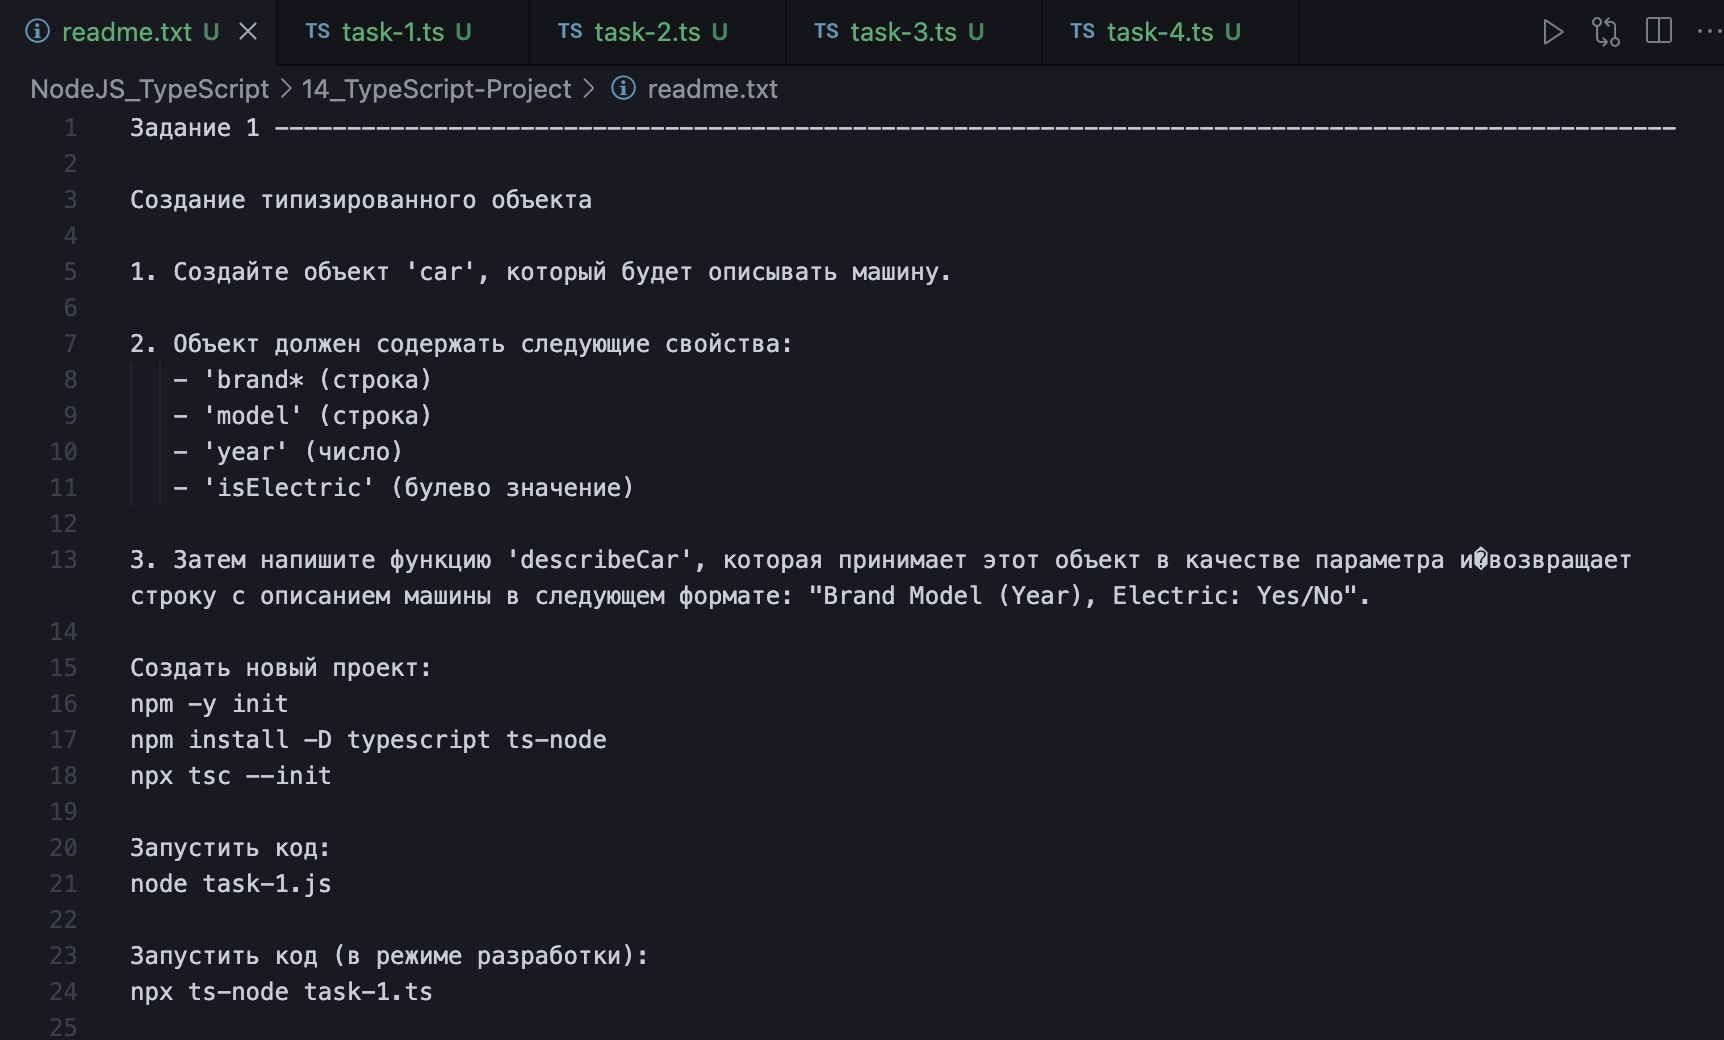 readme.txt U
TS task-1.ts U
TS task-2.ts U
TS task-3.ts U
TS task-4.ts U
NodeJS_TypeScript > 14_TypeScript-Project > readme.txt
1 Задание 1 -------------------------------------------------------------------------------------------------
2
3 Создание типизированного объекта
4
5 1. Создайте объект 'car', который будет описывать машину.
6
7 2. Объект должен содержать следующие свойства:
8 - 'brand* (строка)
9 - 'model' (строка)
10 - 'year' (число)
11 - 'isElectric' (булево значение)
12
13 3. Затем напишите функцию 'describeCar', которая принимает этот объект в качестве параметра и�возвращает
строку с описанием машины в следующем формате: "Brand Model (Year), Electric: Yes/No".
14
15 Создать новый проект:
16 npm -y init
17 npm install -D typescript ts-node
18 npx tsc --init
19
20 Запустить код:
21 node task-1.js
22
23 Запустить код (в режиме разработки):
24 npx ts-node task-1.ts
25